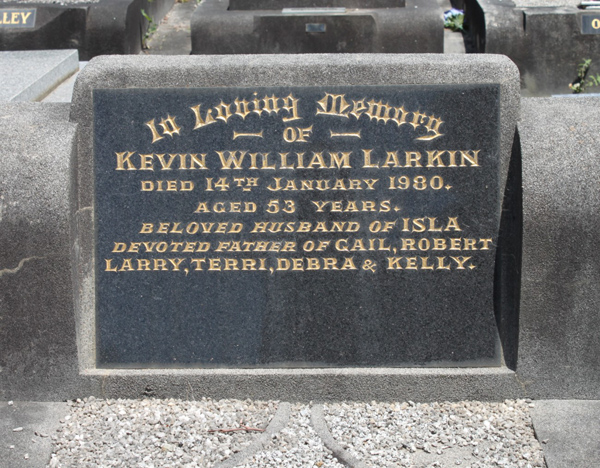 LLEY
In Loving Memory
OF
KEVIN WILLIAM LARKIN
DIED 14TH JANUARY 1980.
AGED 53 YEARS.
BELOVED HUSBAND OF ISLA
DEVOTED FATHER OF GAIL, ROBERT
LARRY, TERRI, DEBRA & KELLY.